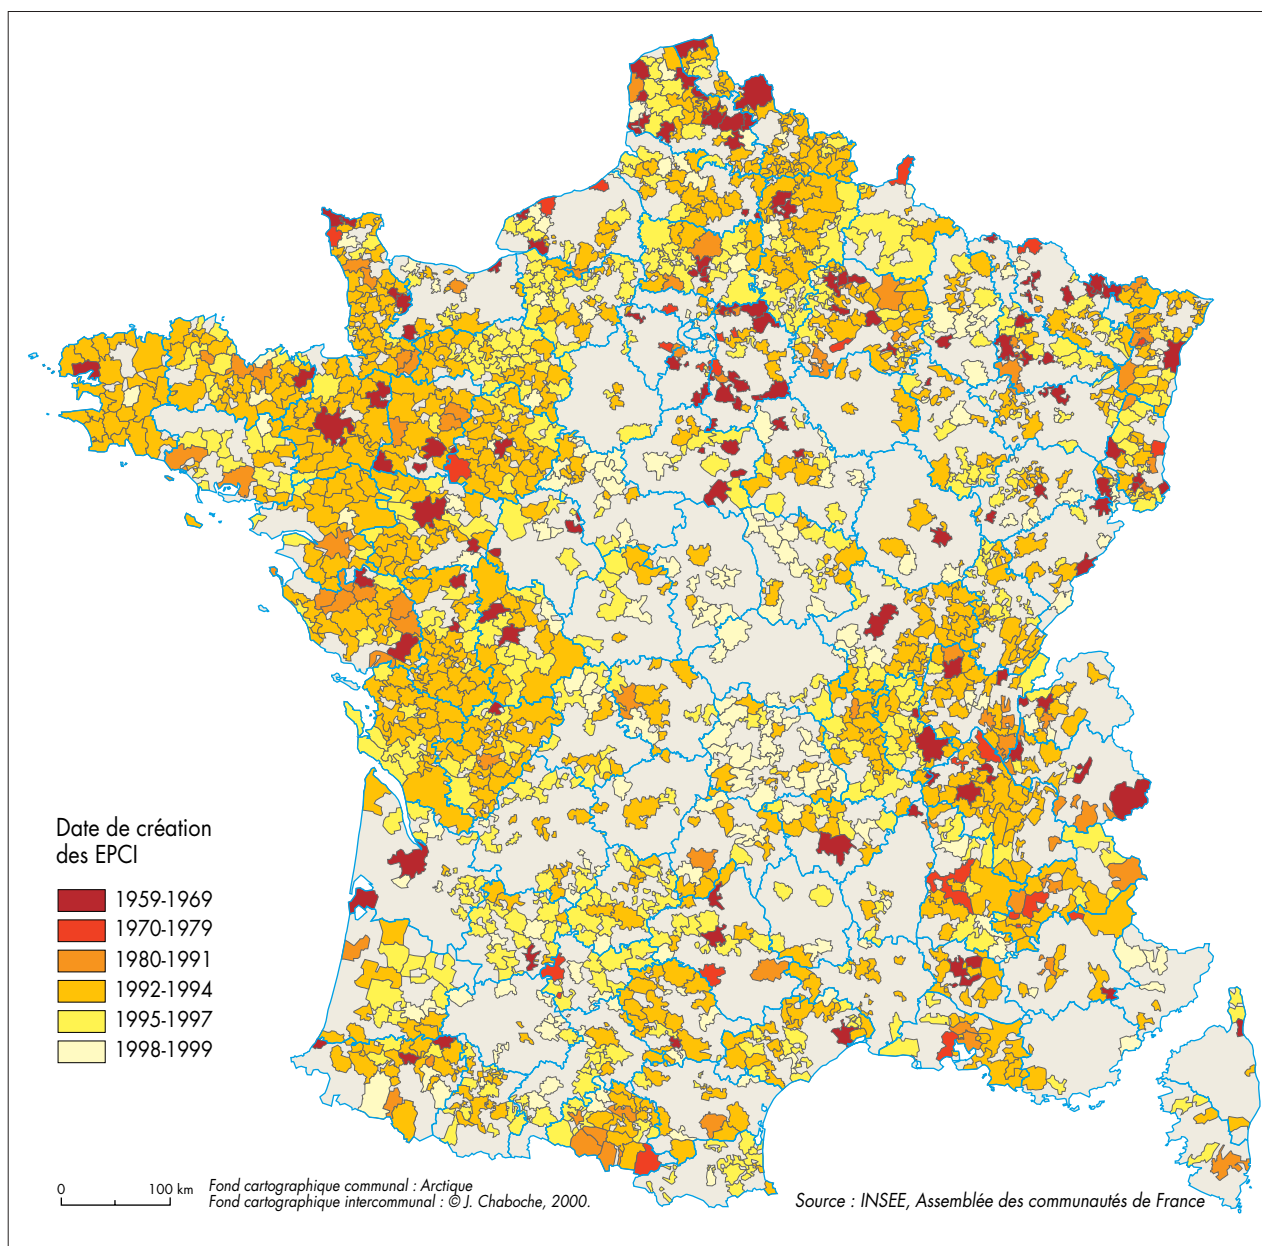 Date de création
des EPCI
1959-1969
1970-1979
1980-1991
1992-1994
1995-1997
1998-1999
0 100 km
Fond cartographique communal : Arctique
Fond cartographique intercommunal : © J. Chaboche, 2000.
Source : INSEE, Assemblée des communautés de France